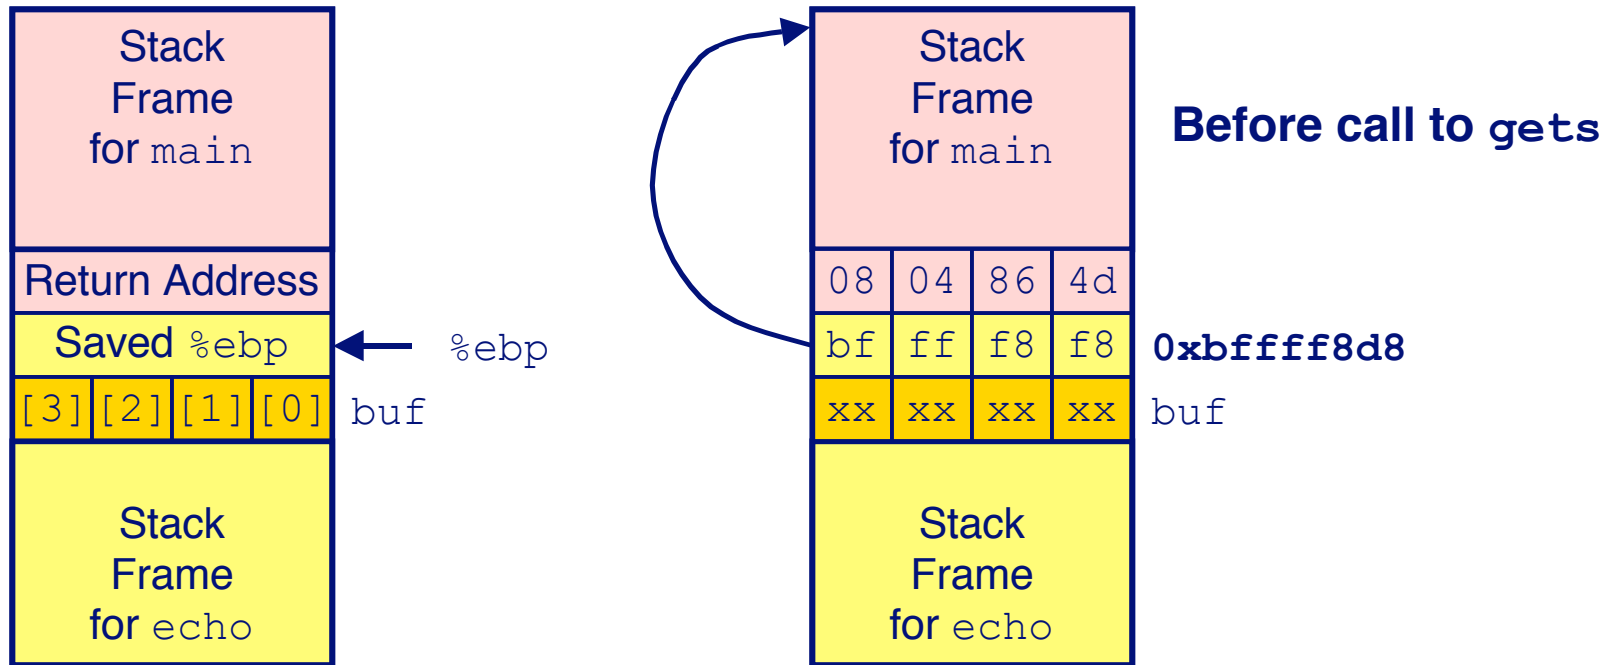 Stack
Frame
for main
Return Address
Saved %ebp
%ebp
[3] [2] [1] [0]
buf
Stack
Frame
for echo
Stack
Frame
for main
Before call to gets
08 04 86 4d
bf ff f8 f8
0xbffff8d8
xx xx xx xx
buf
Stack
Frame
for echo